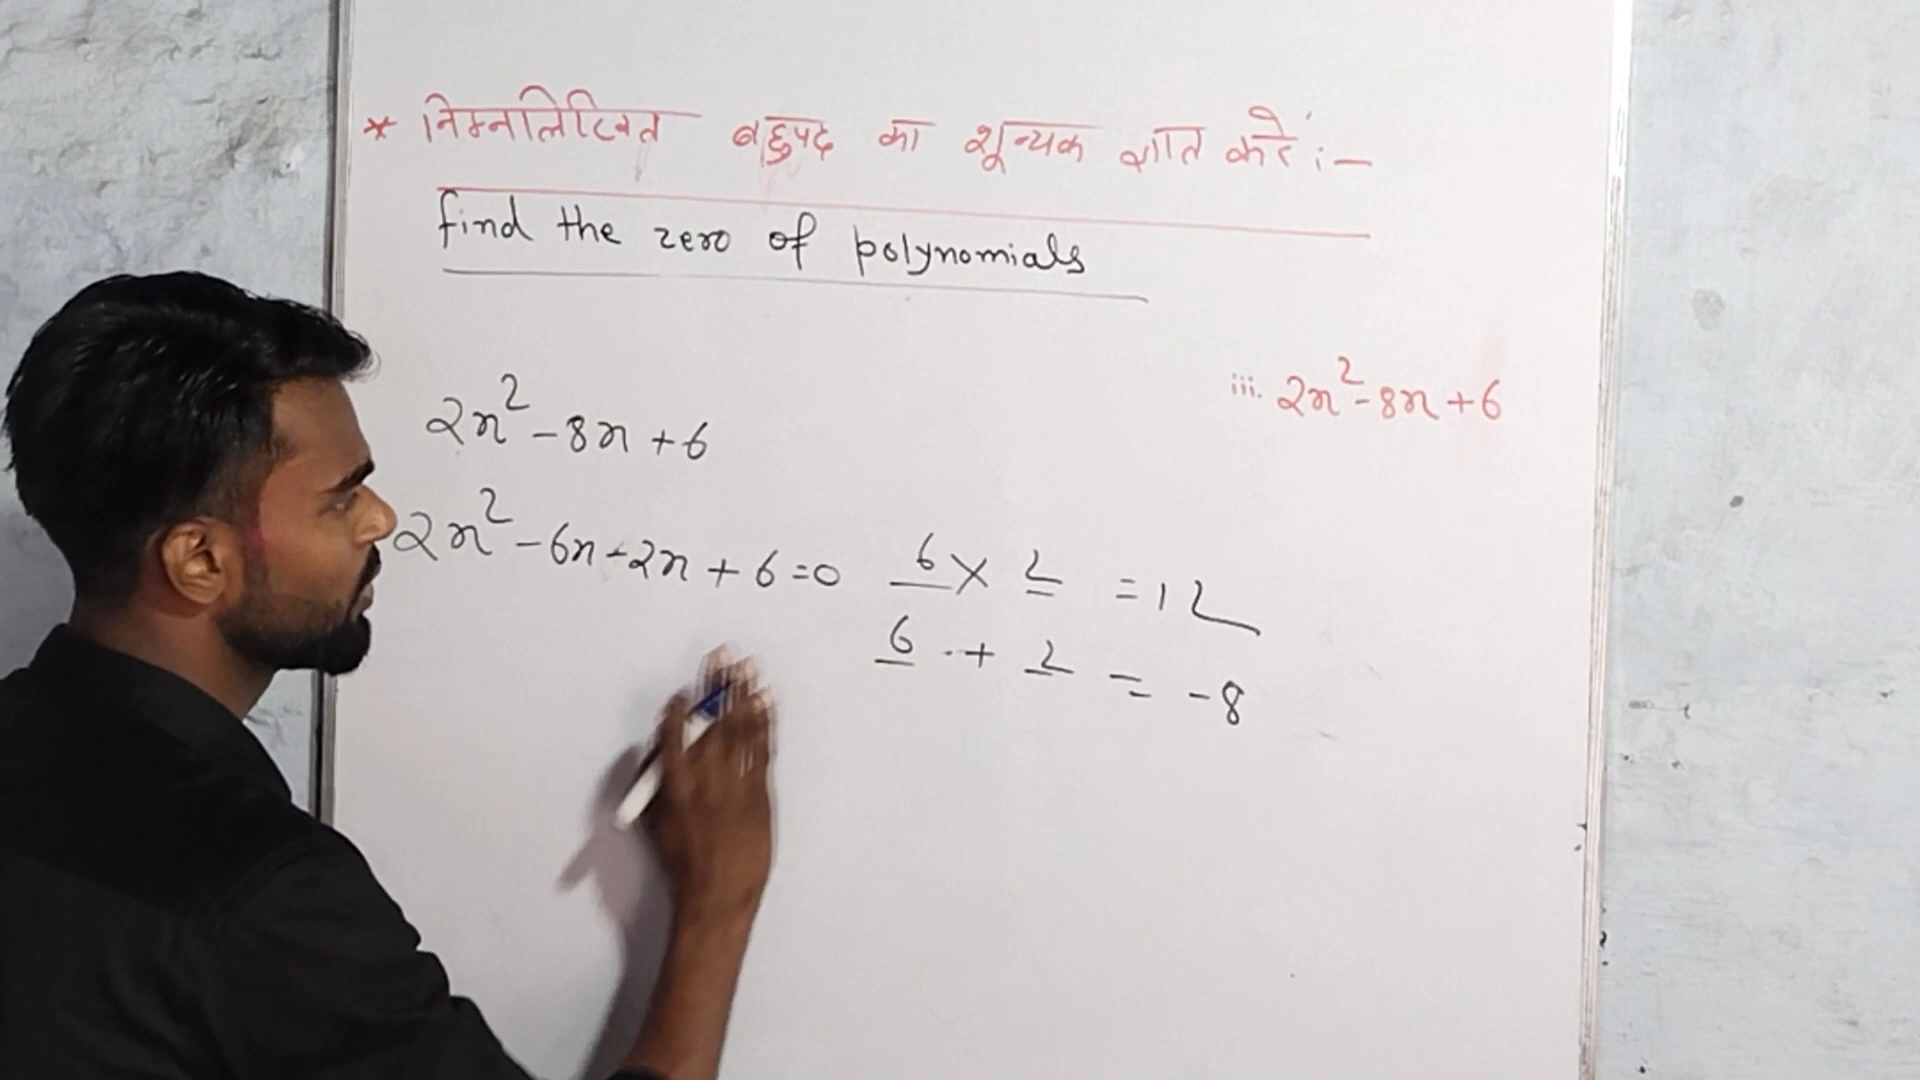 * निम्नलिखित बहुपद का शून्यक ज्ञात करें :-
find the zero of polynomials
iii. 2x² - 8x + 6
2x² - 8x + 6
2x² - 6x - 2x + 6 = 0
6 × 2 = 12
6 + 2 = -8